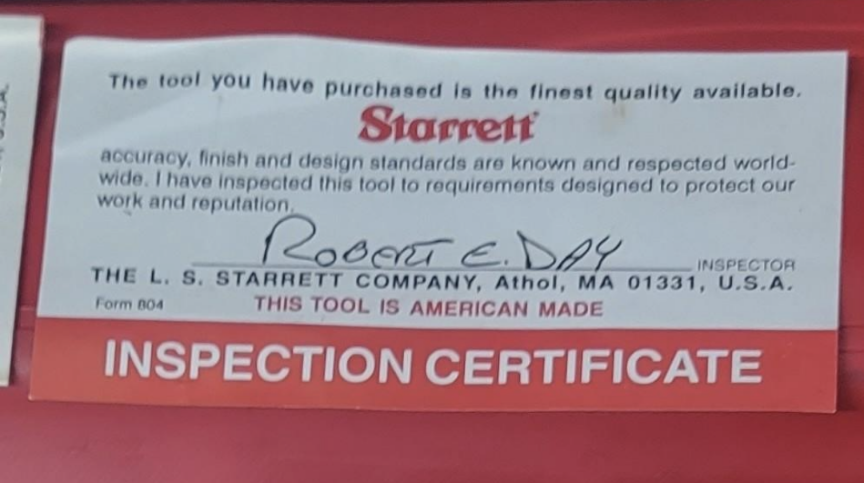 The tool you have purchased is the finest quality available.
Starrett
accuracy, finish and design standards are known and respected world-
wide. I have inspected this tool to requirements designed to protect our
work and reputation.
ROBERT E. DAY INSPECTOR
THE L. S. STARRETT COMPANY, Athol, MA 01331, U.S.A.
Form 804 THIS TOOL IS AMERICAN MADE
INSPECTION CERTIFICATE